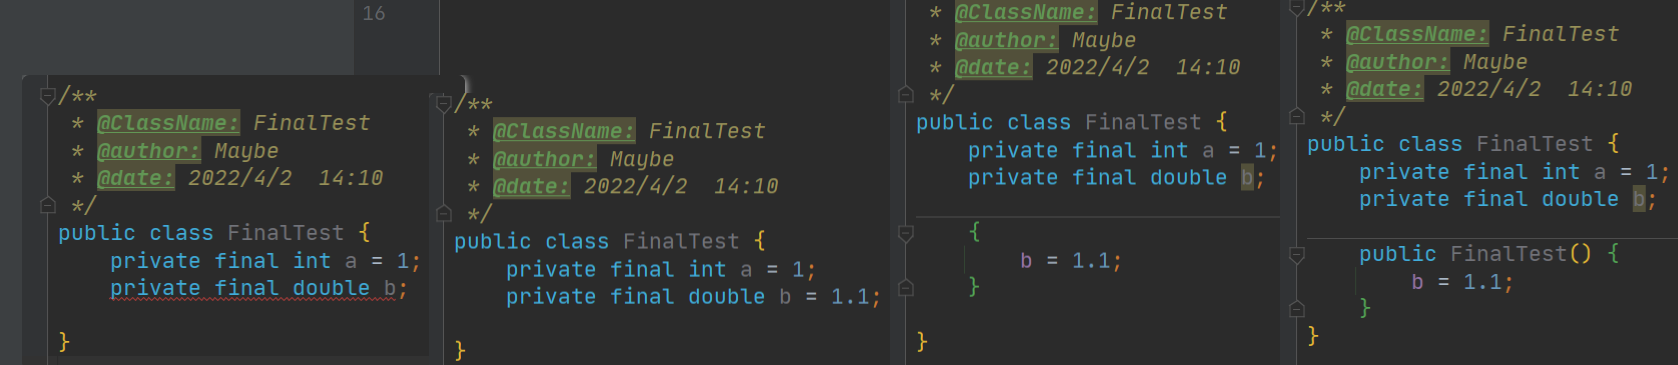 16
/**
 * @ClassName: FinalTest
 * @author: Maybe
 * @date: 2022/4/2  14:10
 */
public class FinalTest {
    private final int a = 1;
    private final double b;
}
/**
 * @ClassName: FinalTest
 * @author: Maybe
 * @date: 2022/4/2  14:10
 */
public class FinalTest {
    private final int a = 1;
    private final double b = 1.1;
}
 * @ClassName: FinalTest
 * @author: Maybe
 * @date: 2022/4/2  14:10
 */
public class FinalTest {
    private final int a = 1;
    private final double b;
    {
        b = 1.1;
    }
}
/**
 * @ClassName: FinalTest
 * @author: Maybe
 * @date: 2022/4/2  14:10
 */
public class FinalTest {
    private final int a = 1;
    private final double b;
    public FinalTest() {
        b = 1.1;
    }
}